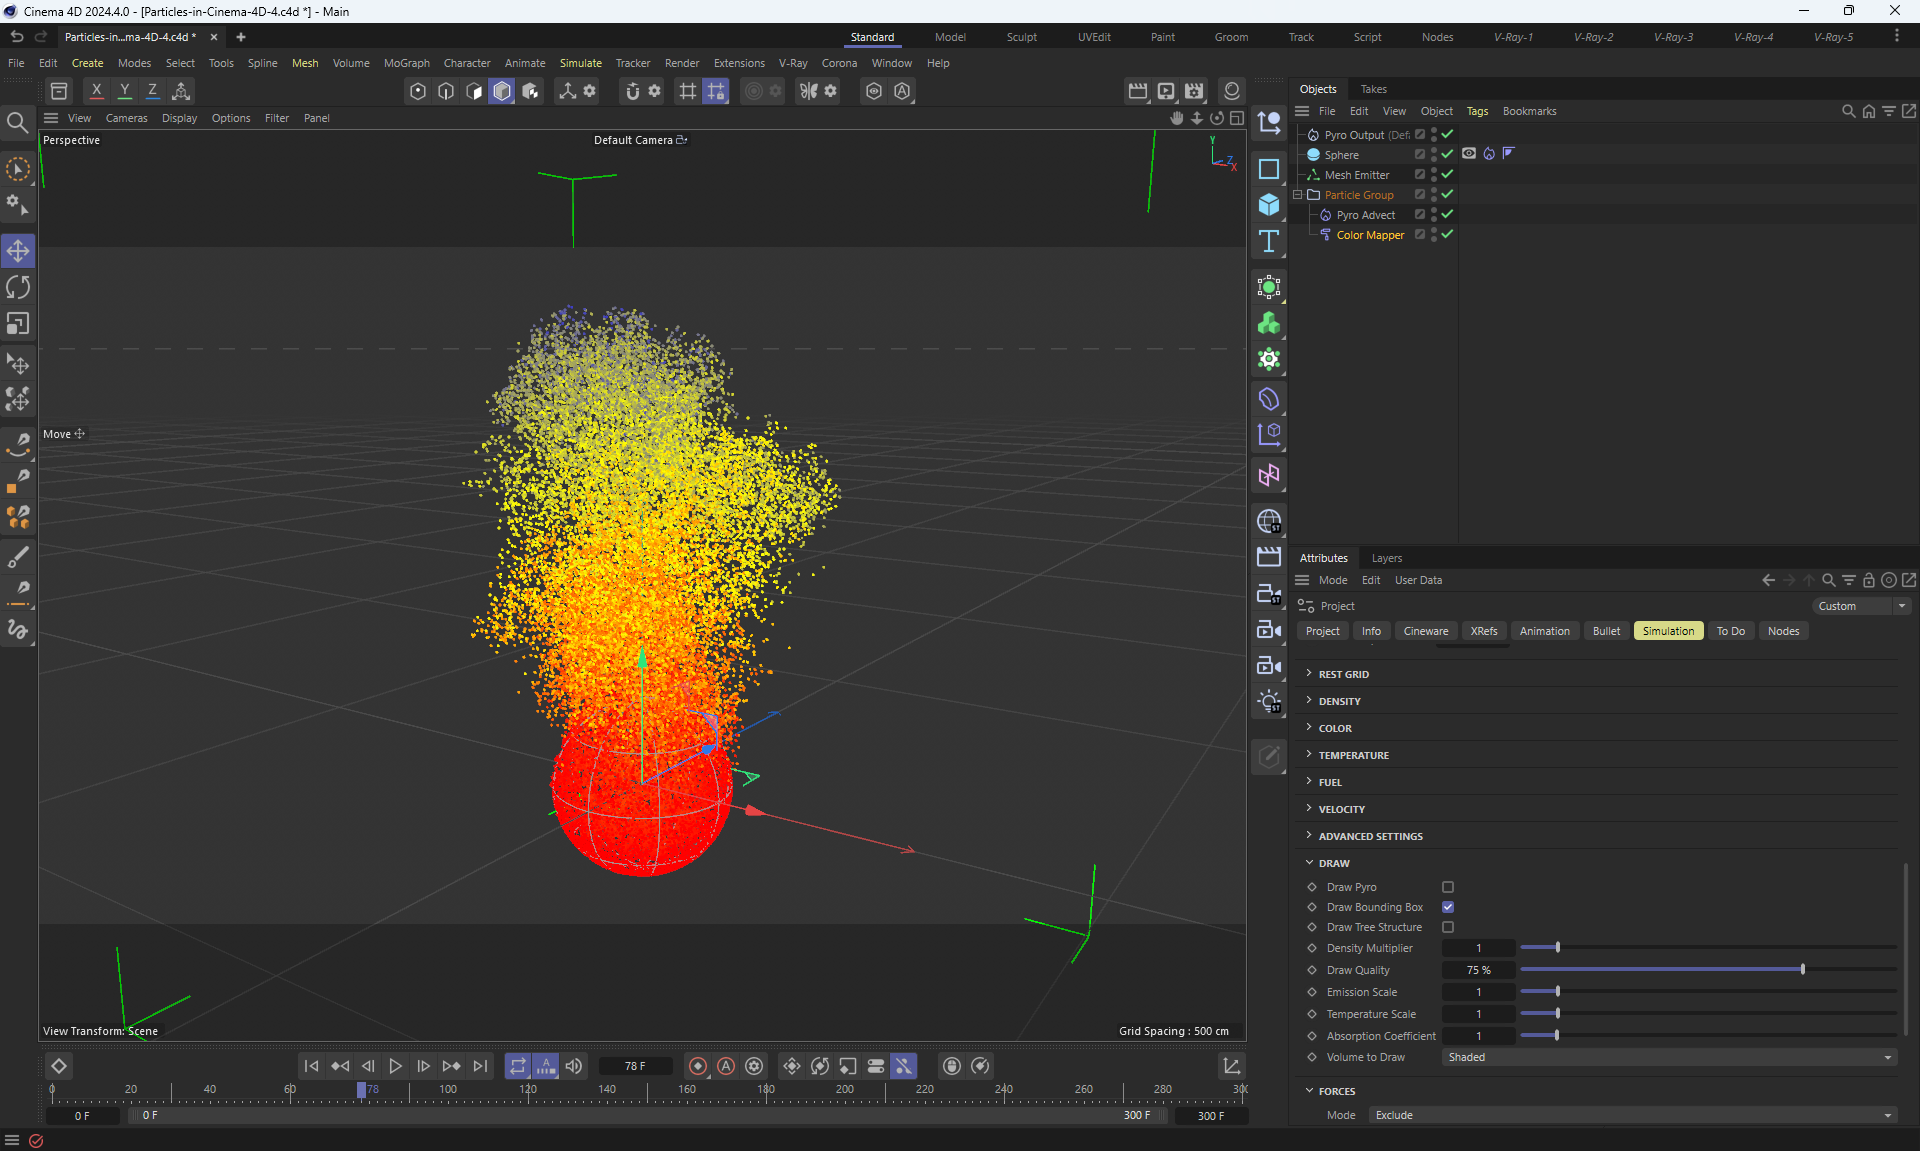 Cinema 4D 2024.4.0 - [Particles-in-Cinema-4D-4.c4d *] - Main
Particles-in...ma-4D-4.c4d *
Standard Model Sculpt UVEdit Paint Groom Track Script Nodes V-Ray-1 V-Ray-2 V-Ray-3 V-Ray-4 V-Ray-5
File Edit Create Modes Select Tools Spline Mesh Volume MoGraph Character Animate Simulate Tracker Render Extensions V-Ray Corona Window Help
X Y Z
View Cameras Display Options Filter Panel
Perspective
Default Camera
Y
Z
X
Move
View Transform: Scene
Grid Spacing : 500 cm
Objects Takes
File Edit View Object Tags Bookmarks
Pyro Output (Def
Sphere
Mesh Emitter
Particle Group
Pyro Advect
Color Mapper
Attributes Layers
Mode Edit User Data
Project
Custom
Project Info Cineware XRefs Animation Bullet Simulation To Do Nodes
REST GRID
DENSITY
COLOR
TEMPERATURE
FUEL
VELOCITY
ADVANCED SETTINGS
DRAW
Draw Pyro
Draw Bounding Box
Draw Tree Structure
Density Multiplier 1
Draw Quality 75 %
Emission Scale 1
Temperature Scale 1
Absorption Coefficient 1
Volume to Draw Shaded
FORCES
Mode Exclude
78 F
0 20 40 60 78 100 120 140 160 180 200 220 240 260 280 300
0 F 0 F 300 F 300 F